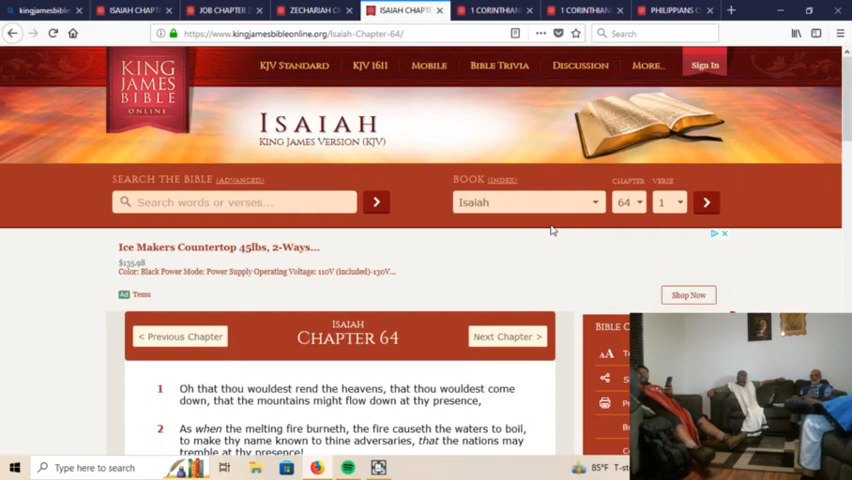 kingjamesbible
ISAIAH CHAPT
JOB CHAPTER 2
ZECHARIAH C
ISAIAH CHAPT
1 CORINTHIAN
1 CORINTHIAN
PHILIPPIANS C
https://www.kingjamesbibleonline.org/Isaiah-Chapter-64/
Search
KING
JAMES
BIBLE
ONLINE
KJV STANDARD
KJV 1611
MOBILE
BIBLE TRIVIA
DISCUSSION
MORE...
Sign In
ISAIAH
KING JAMES VERSION (KJV)
SEARCH THE BIBLE (ADVANCED)
BOOK (INDEX)
CHAPTER
VERSE
Search words or verses...
Isaiah
64
1
Ice Makers Countertop 45lbs, 2-Ways...
$135.98
Color: Black Power Mode: Power Supply Operating Voltage: 110V (included)-130V...
Ad Temu
Shop Now
< Previous Chapter
ISAIAH
CHAPTER 64
Next Chapter >
BIBLE C
AA
1 Oh that thou wouldest rend the heavens, that thou wouldest come
down, that the mountains might flow down at thy presence,
2 As when the melting fire burneth, the fire causeth the waters to boil,
to make thy name known to thine adversaries, that the nations may
tremble at thy presence!
Type here to search
85°F T-st